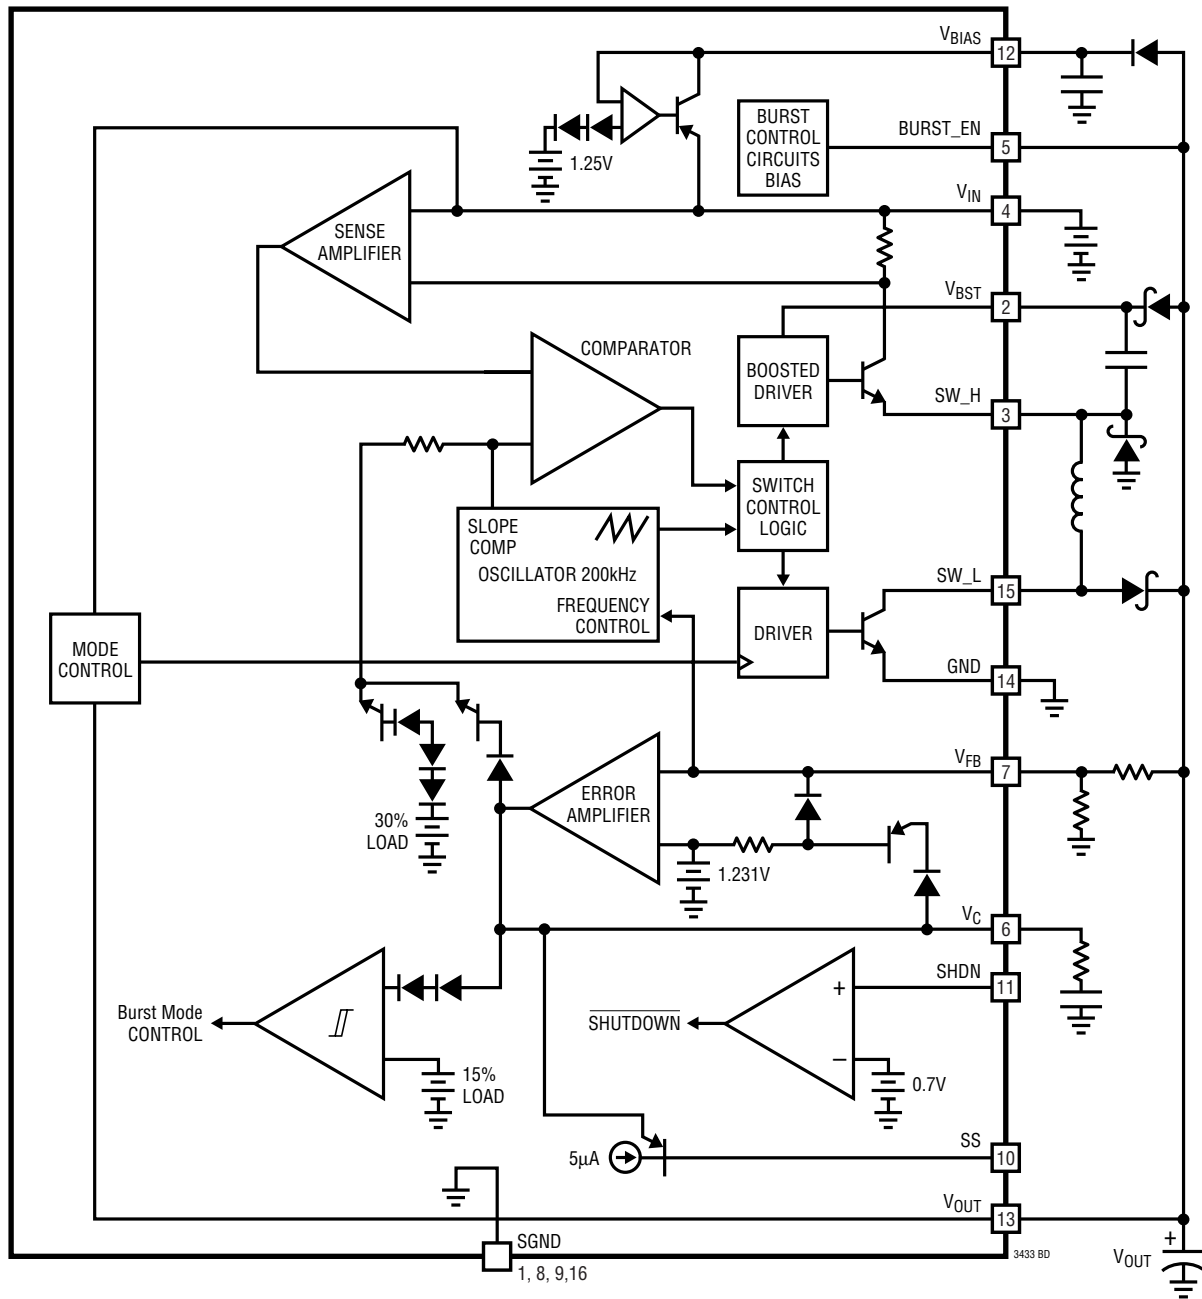 VBIAS
12
BURST
CONTROL
CIRCUITS
BIAS
BURST_EN
5
1.25V
VIN
4
SENSE
AMPLIFIER
VBST
2
COMPARATOR
BOOSTED
DRIVER
SW_H
3
SWITCH
CONTROL
LOGIC
SLOPE
COMP
OSCILLATOR 200kHz
FREQUENCY
CONTROL
SW_L
15
DRIVER
MODE
CONTROL
GND
14
VFB
7
ERROR
AMPLIFIER
30%
LOAD
1.231V
VC
6
SHDN
11
+
Burst Mode
CONTROL
SHUTDOWN
–
15%
LOAD
0.7V
SS
10
5µA
VOUT
13
SGND
1, 8, 9,16
3433 BD
+
VOUT